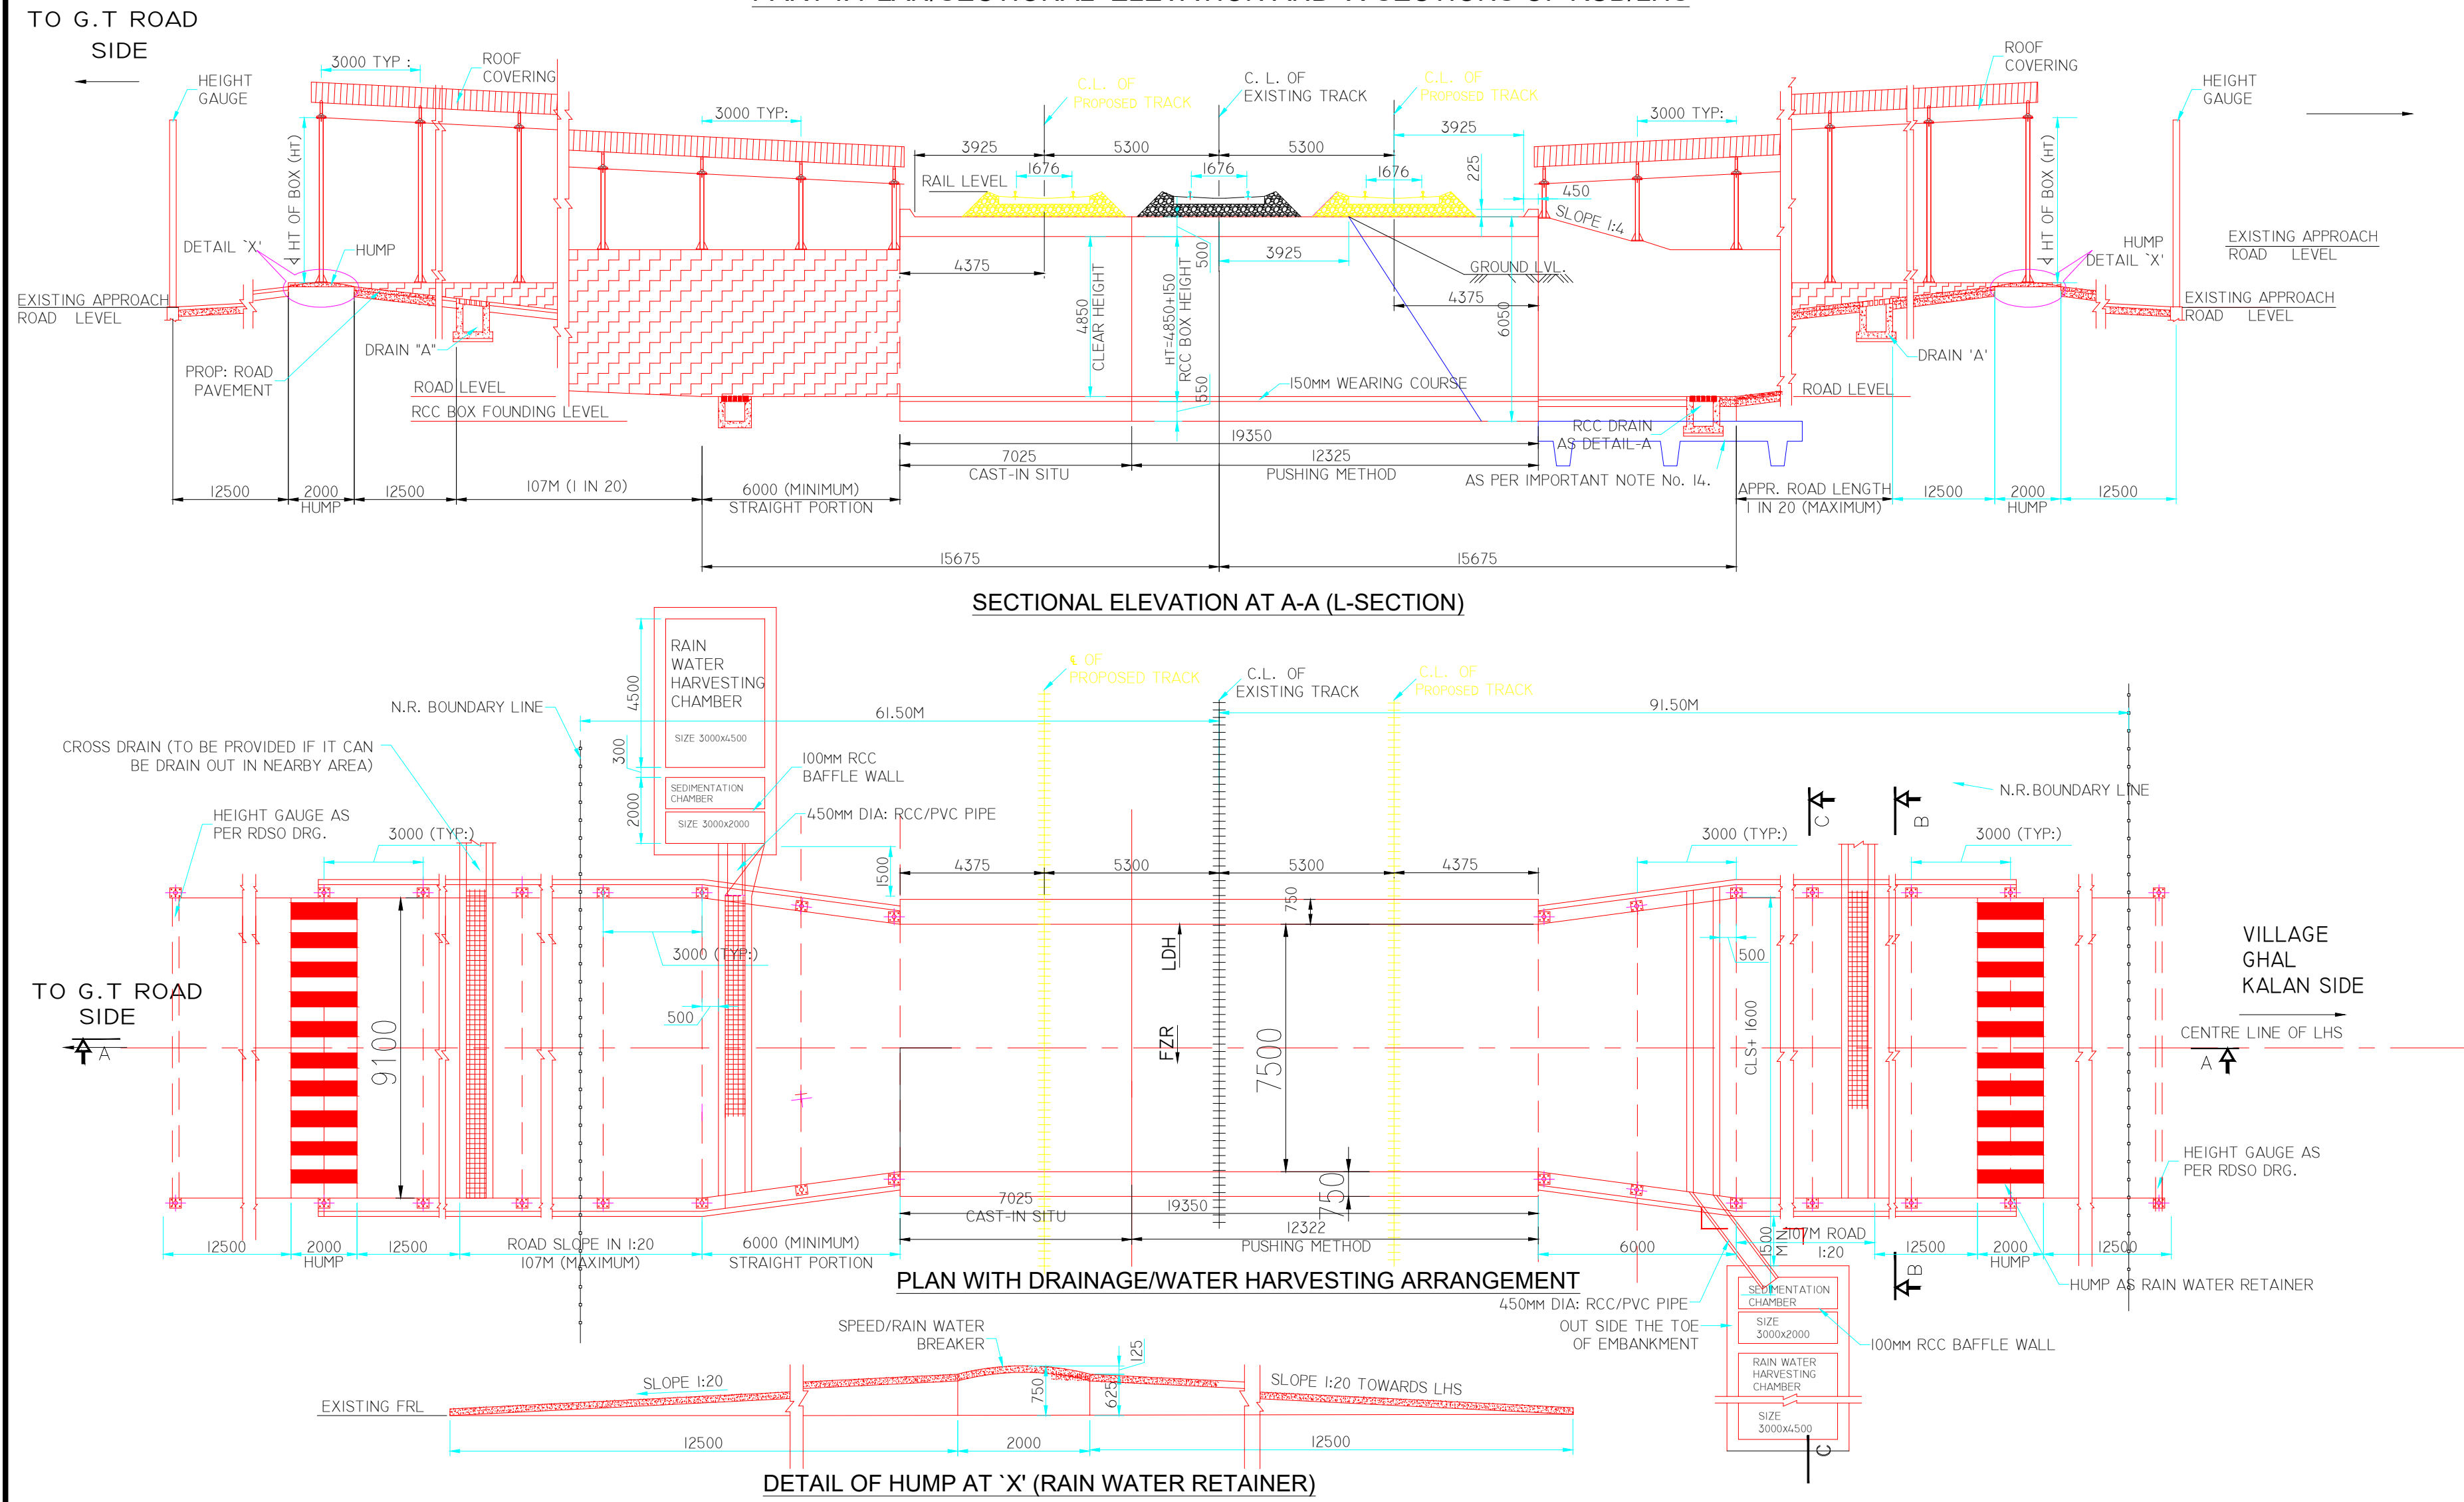 TO G.T ROAD
SIDE
HEIGHT
GAUGE
3000 TYP :
ROOF
COVERING
3000 TYP:
C.L. OF
PROPOSED TRACK
C. L. OF
EXISTING TRACK
C.L. OF
PROPOSED TRACK
3000 TYP:
ROOF
COVERING
HEIGHT
GAUGE
3925
5300
5300
3925
1676
1676
1676
225
450
RAIL LEVEL
SLOPE 1:4
HT OF BOX (HT)
HT OF BOX (HT)
DETAIL `X'
HUMP
HUMP
DETAIL `X'
EXISTING APPROACH
ROAD LEVEL
EXISTING APPROACH
ROAD LEVEL
EXISTING APPROACH
ROAD LEVEL
4375
3925
500
GROUND LVL.
4375
4850
CLEAR HEIGHT
HT=4850+150
RCC BOX HEIGHT
550
6050
DRAIN "A"
DRAIN 'A'
PROP: ROAD
PAVEMENT
ROAD LEVEL
RCC BOX FOUNDING LEVEL
150MM WEARING COURSE
ROAD LEVEL
RCC DRAIN
AS DETAIL-A
19350
7025
CAST-IN SITU
12325
PUSHING METHOD
AS PER IMPORTANT NOTE No. 14.
12500
2000
HUMP
12500
107M (1 IN 20)
6000 (MINIMUM)
STRAIGHT PORTION
APPR. ROAD LENGTH
1 IN 20 (MAXIMUM)
12500
2000
HUMP
12500
15675
15675
SECTIONAL ELEVATION AT A-A (L-SECTION)
RAIN
WATER
HARVESTING
CHAMBER
SIZE 3000x4500
4500
300
2000
SEDIMENTATION
CHAMBER
SIZE 3000x2000
N.R. BOUNDARY LINE
CROSS DRAIN (TO BE PROVIDED IF IT CAN
BE DRAIN OUT IN NEARBY AREA)
HEIGHT GAUGE AS
PER RDSO DRG.
3000 (TYP:)
100MM RCC
BAFFLE WALL
450MM DIA: RCC/PVC PIPE
61.50M
91.50M
℄ OF
PROPOSED TRACK
C.L. OF
EXISTING TRACK
C.L. OF
PROPOSED TRACK
N.R.BOUNDARY LINE
C
B
3000 (TYP:)
3000 (TYP:)
1500
4375
5300
5300
4375
750
3000 (TYP:)
500
LDH
FZR
7500
750
500
CLS+ 1600
9100
TO G.T ROAD
SIDE
A
VILLAGE
GHAL
KALAN SIDE
CENTRE LINE OF LHS
A
HEIGHT GAUGE AS
PER RDSO DRG.
7025
CAST-IN SITU
19350
12322
PUSHING METHOD
12500
2000
HUMP
12500
ROAD SLOPE IN 1:20
107M (MAXIMUM)
6000 (MINIMUM)
STRAIGHT PORTION
6000
1500
MIN
107M ROAD
1:20
12500
2000
HUMP
12500
B
HUMP AS RAIN WATER RETAINER
PLAN WITH DRAINAGE/WATER HARVESTING ARRANGEMENT
450MM DIA: RCC/PVC PIPE
OUT SIDE THE TOE
OF EMBANKMENT
SEDIMENTATION
CHAMBER
SIZE
3000x2000
100MM RCC BAFFLE WALL
RAIN WATER
HARVESTING
CHAMBER
SIZE
3000x4500
C
SPEED/RAIN WATER
BREAKER
125
SLOPE 1:20
750
625
SLOPE 1:20 TOWARDS LHS
EXISTING FRL
12500
2000
12500
DETAIL OF HUMP AT `X' (RAIN WATER RETAINER)